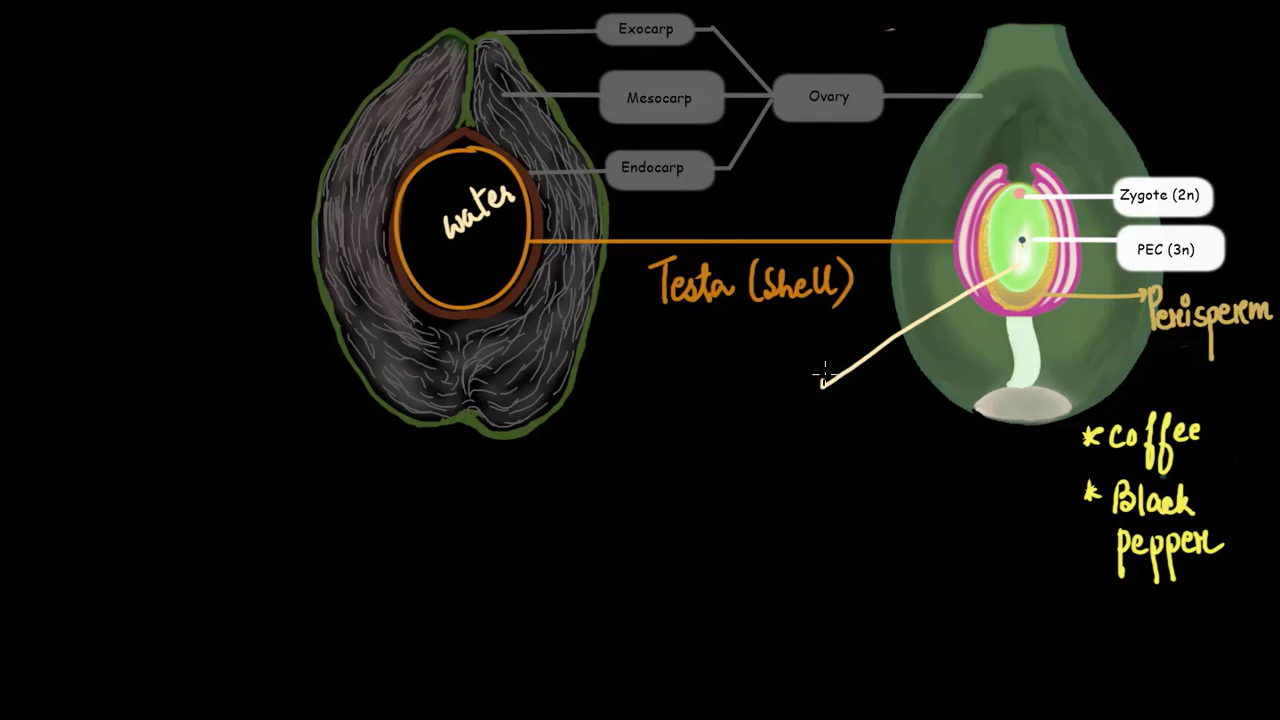 Exocarp
Mesocarp
Ovary
Endocarp
water
Testa (Shell)
Zygote (2n)
PEC (3n)
Perisperm
* Coffee
* Black
pepper